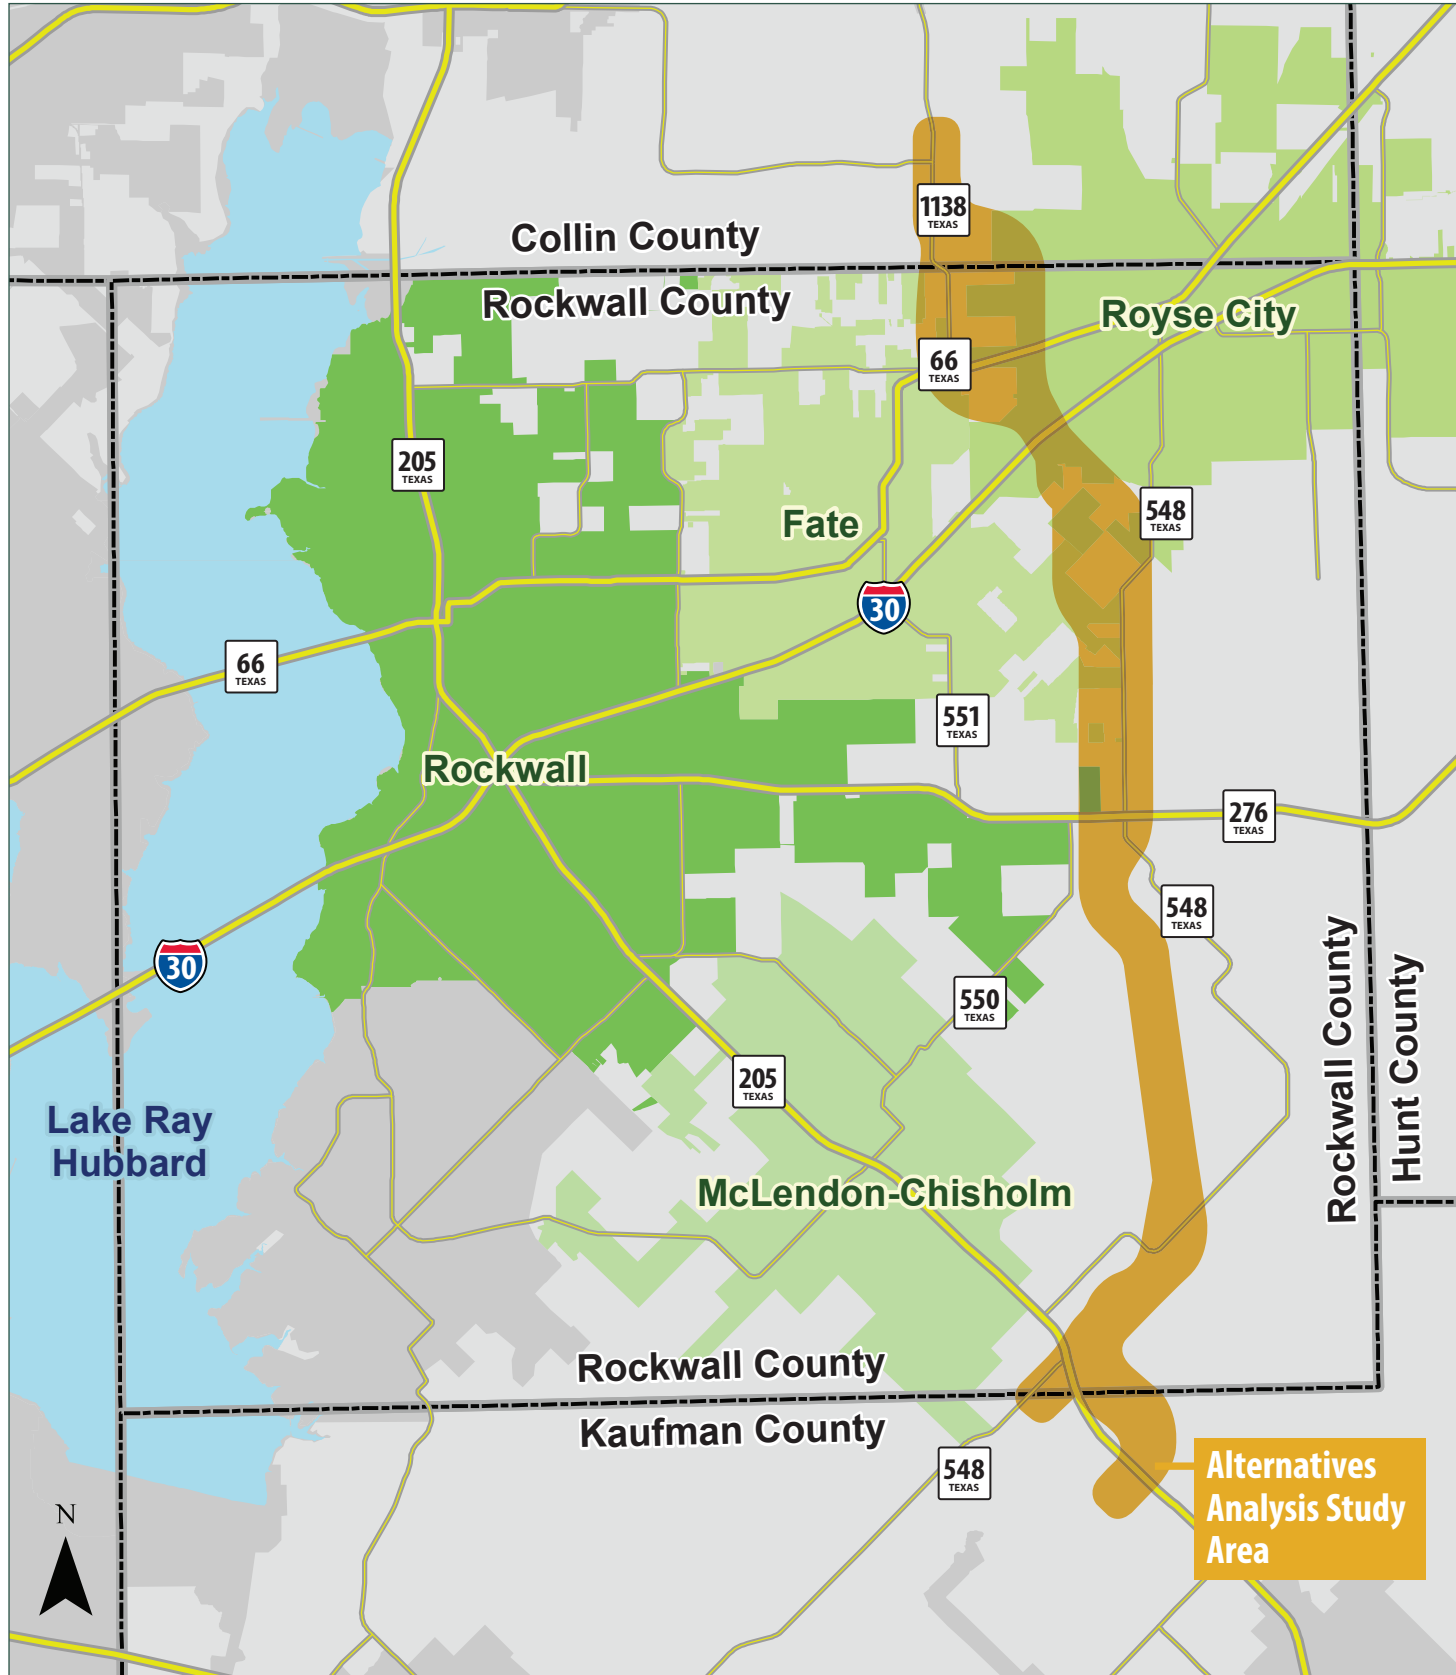 1138
TEXAS
Collin County
Rockwall County
Royse City
66
TEXAS
205
TEXAS
548
TEXAS
Fate
30
66
TEXAS
551
TEXAS
Rockwall
276
TEXAS
548
TEXAS
30
550
TEXAS
Rockwall County
Hunt County
205
TEXAS
Lake Ray
Hubbard
McLendon-Chisholm
Rockwall County
Kaufman County
548
TEXAS
Alternatives
Analysis Study
Area
N